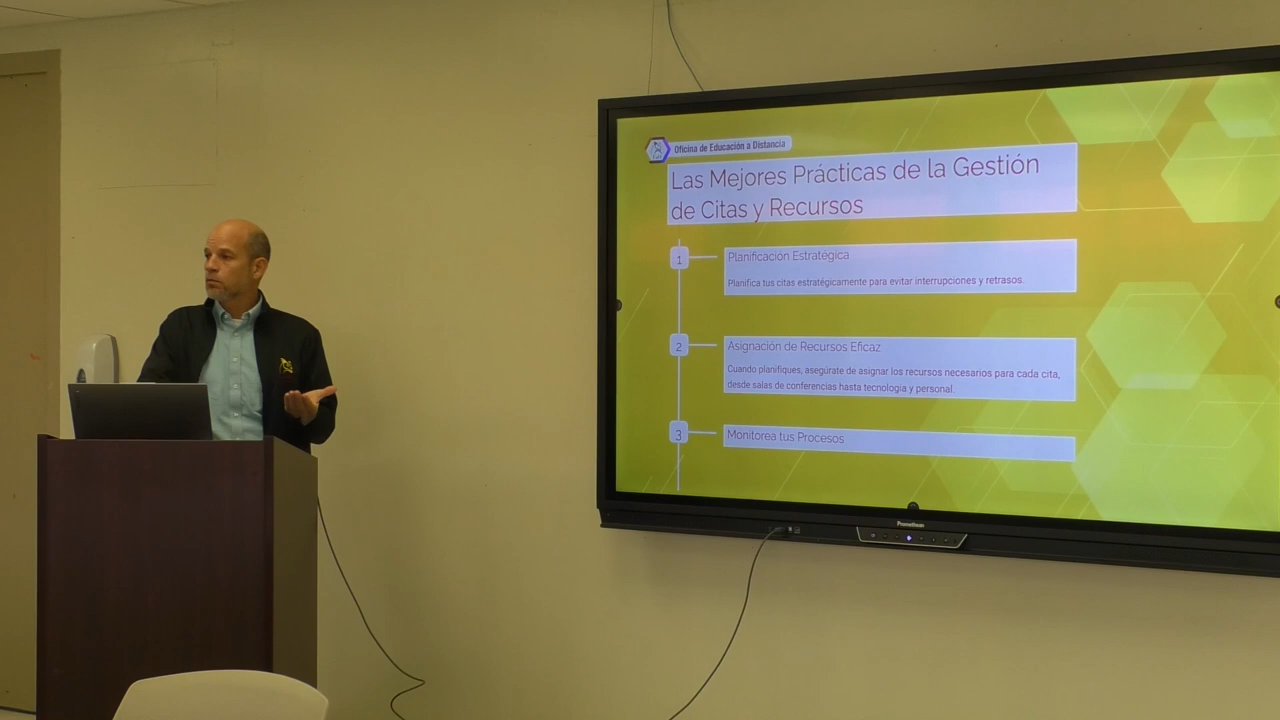 Oficina de Educación a Distancia
Las Mejores Prácticas de la Gestión
de Citas y Recursos
1
Planificación Estratégica
Planifica tus citas estratégicamente para evitar interrupciones y retrasos.
2
Asignación de Recursos Eficaz
Cuando planifiques, asegúrate de asignar los recursos necesarios para cada cita,
desde salas de conferencias hasta tecnología y personal.
3
Monitorea tus Procesos
Promethean